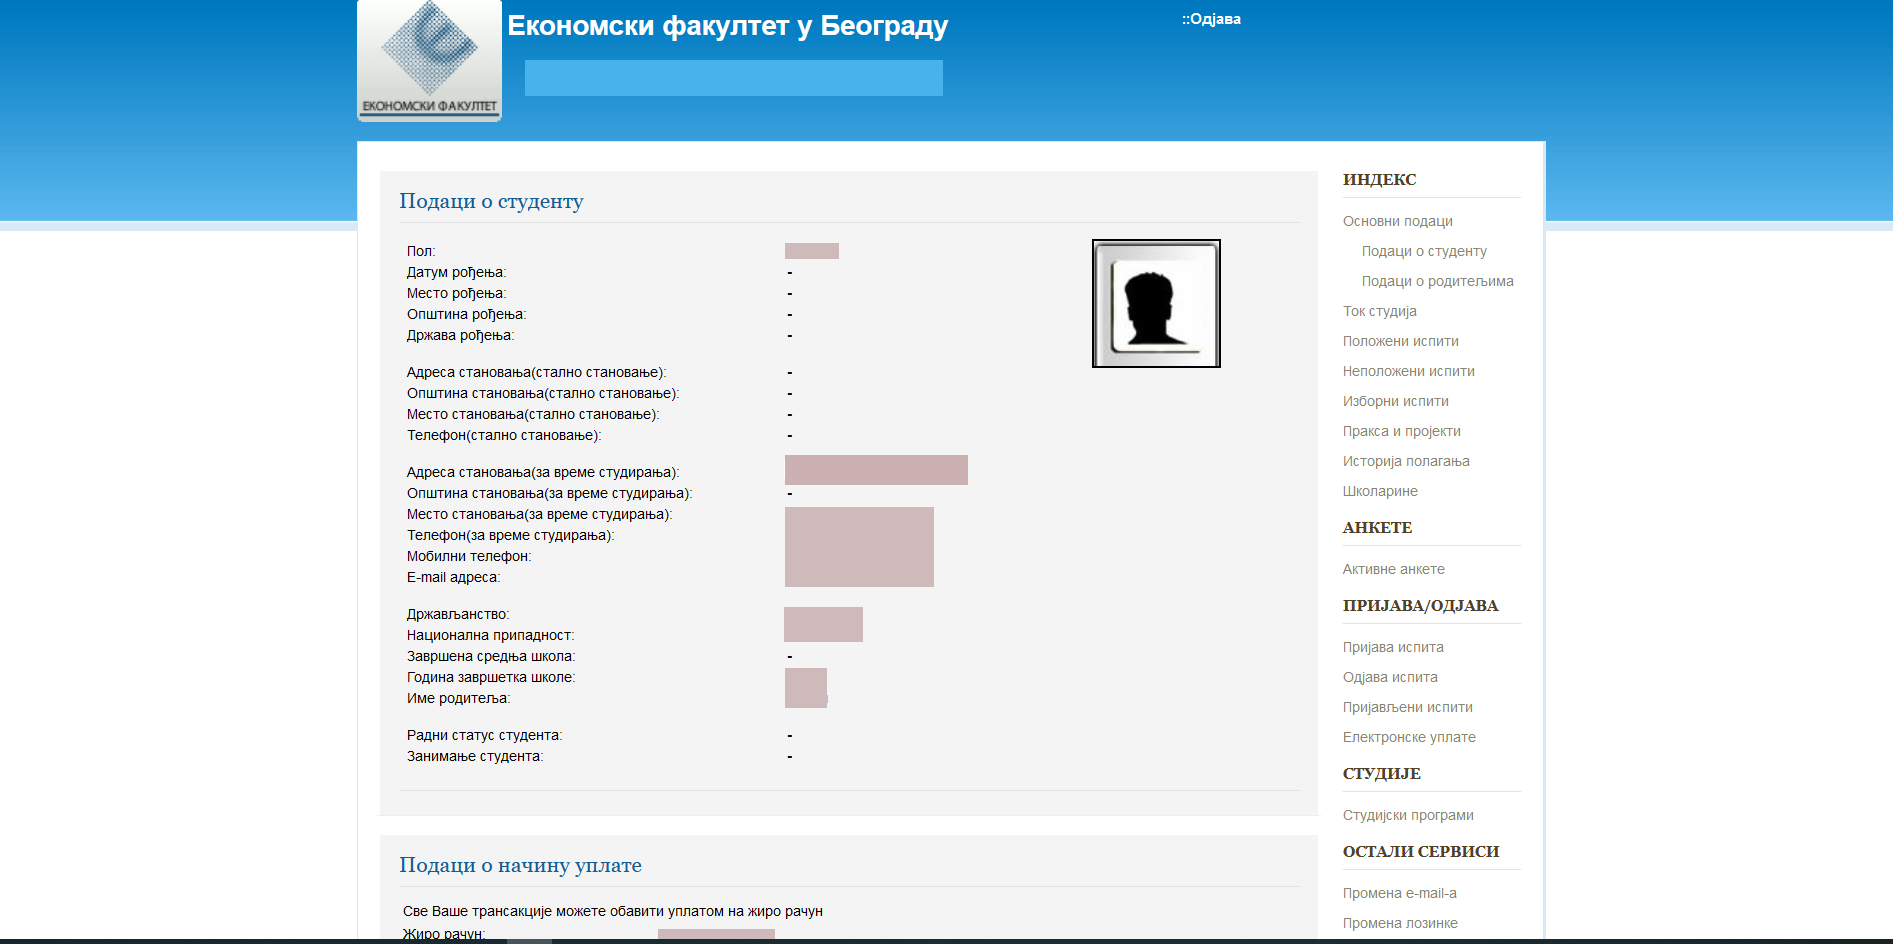 ЕКОНОМСКИ ФАКУЛТЕТ
Економски факултет у Београду
::Одјава
Подаци о студенту
Пол:
Датум рођења: -
Место рођења: -
Општина рођења: -
Држава рођења: -
Адреса становања(стално становање): -
Општина становања(стално становање): -
Место становања(стално становање): -
Телефон(стално становање): -
Адреса становања(за време студирања):
Општина становања(за време студирања): -
Место становања(за време студирања):
Телефон(за време студирања):
Мобилни телефон:
E-mail адреса:
Држављанство:
Национална припадност:
Завршена средња школа: -
Година завршетка школе:
Име родитеља:
Радни статус студента: -
Занимање студента: -
Подаци о начину уплате
Све Ваше трансакције можете обавити уплатом на жиро рачун
Жиро рачун:
ИНДЕКС
Основни подаци
Подаци о студенту
Подаци о родитељима
Ток студија
Положени испити
Неположени испити
Изборни испити
Пракса и пројекти
Историја полагања
Школарине
АНКЕТЕ
Активне анкете
ПРИЈАВА/ОДЈАВА
Пријава испита
Одјава испита
Пријављени испити
Електронске уплате
СТУДИЈЕ
Студијски програми
ОСТАЛИ СЕРВИСИ
Промена e-mail-а
Промена лозинке